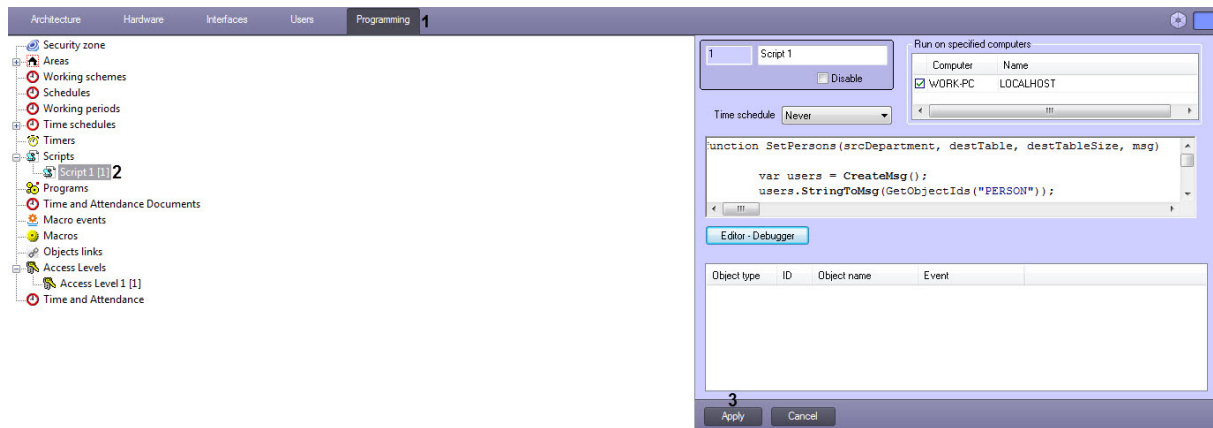 Architecture Hardware Interfaces Users Programming 1
Security zone
Areas
Working schemes
Schedules
Working periods
Time schedules
Timers
Scripts
Script 1 [1] 2
Programs
Time and Attendance Documents
Macro events
Macros
Objects links
Access Levels
Access Level 1 [1]
Time and Attendance
1 Script 1
Disable
Run on specified computers
Computer Name
WORK-PC LOCALHOST
Time schedule Never
function SetPersons(srcDepartment, destTable, destTableSize, msg)
var users = CreateMsg();
users.StringToMsg(GetObjectIds("PERSON"));
Editor - Debugger
Object type ID Object name Event
3
Apply Cancel